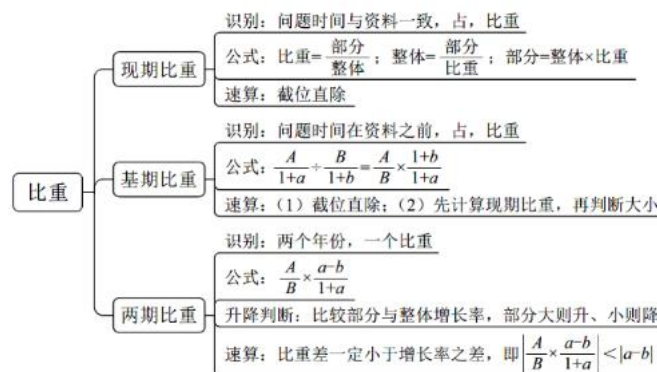 比重
现期比重
识别：问题时间与资料一致，占，比重
公式：比重=部分/整体；整体=部分/比重；部分=整体×比重
速算：截位直除
基期比重
识别：问题时间在资料之前，占，比重
公式：A/(1+a)÷B/(1+b)=A/B×(1+b)/(1+a)
速算：（1）截位直除；（2）先计算现期比重，再判断大小
两期比重
识别：两个年份，一个比重
公式：A/B×(a-b)/(1+a)
升降判断：比较部分与整体增长率，部分大则升、小则降
速算：比重差一定小于增长率之差，即|A/B×(a-b)/(1+a)|<|a-b|